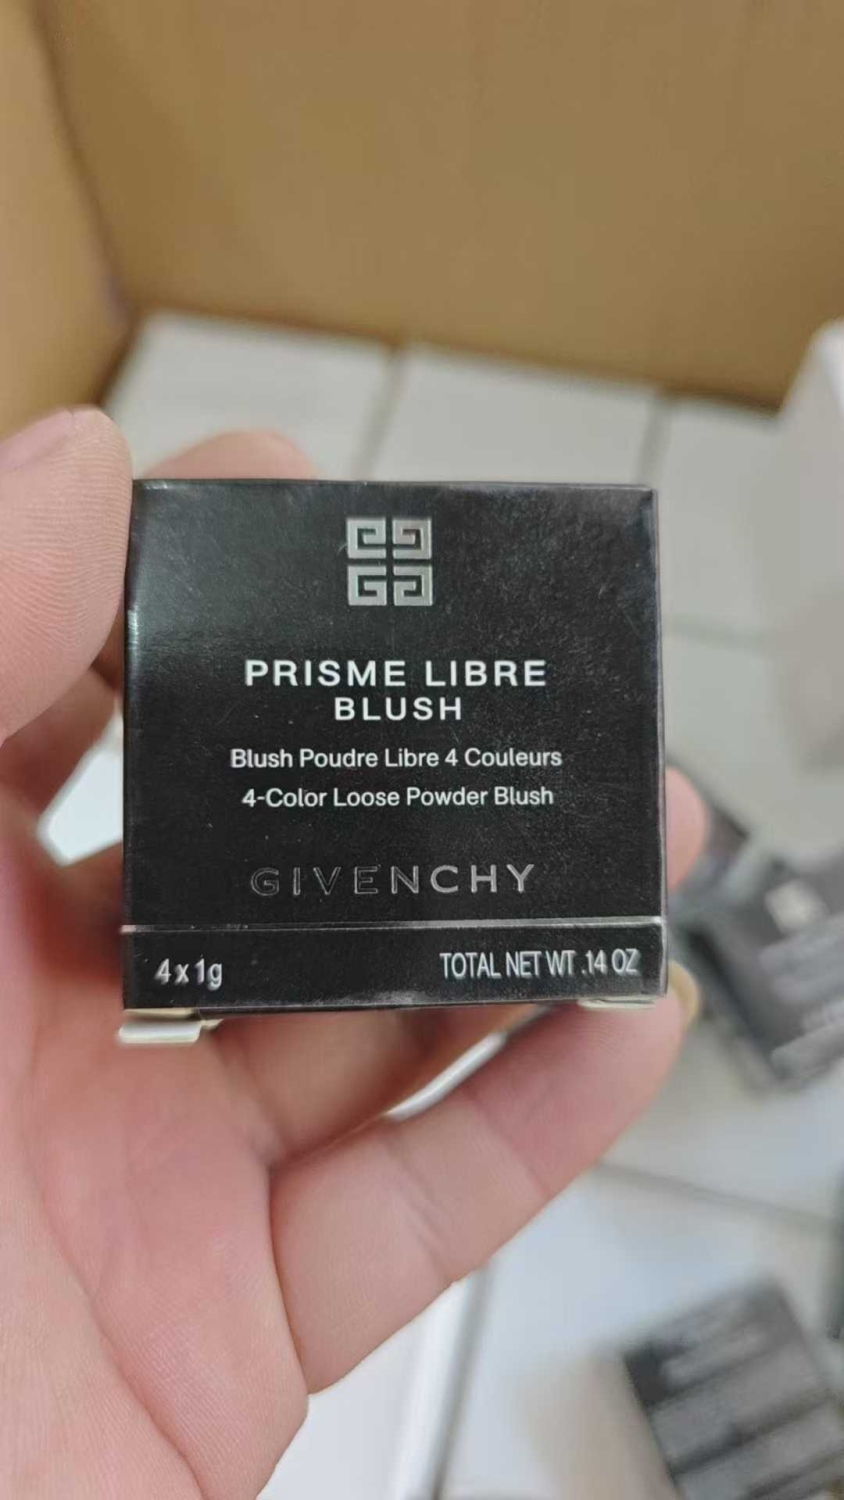 PRISME LIBRE
BLUSH
Blush Poudre Libre 4 Couleurs
4-Color Loose Powder Blush
GIVENCHY
4 x 1g
TOTAL NET WT .14 OZ